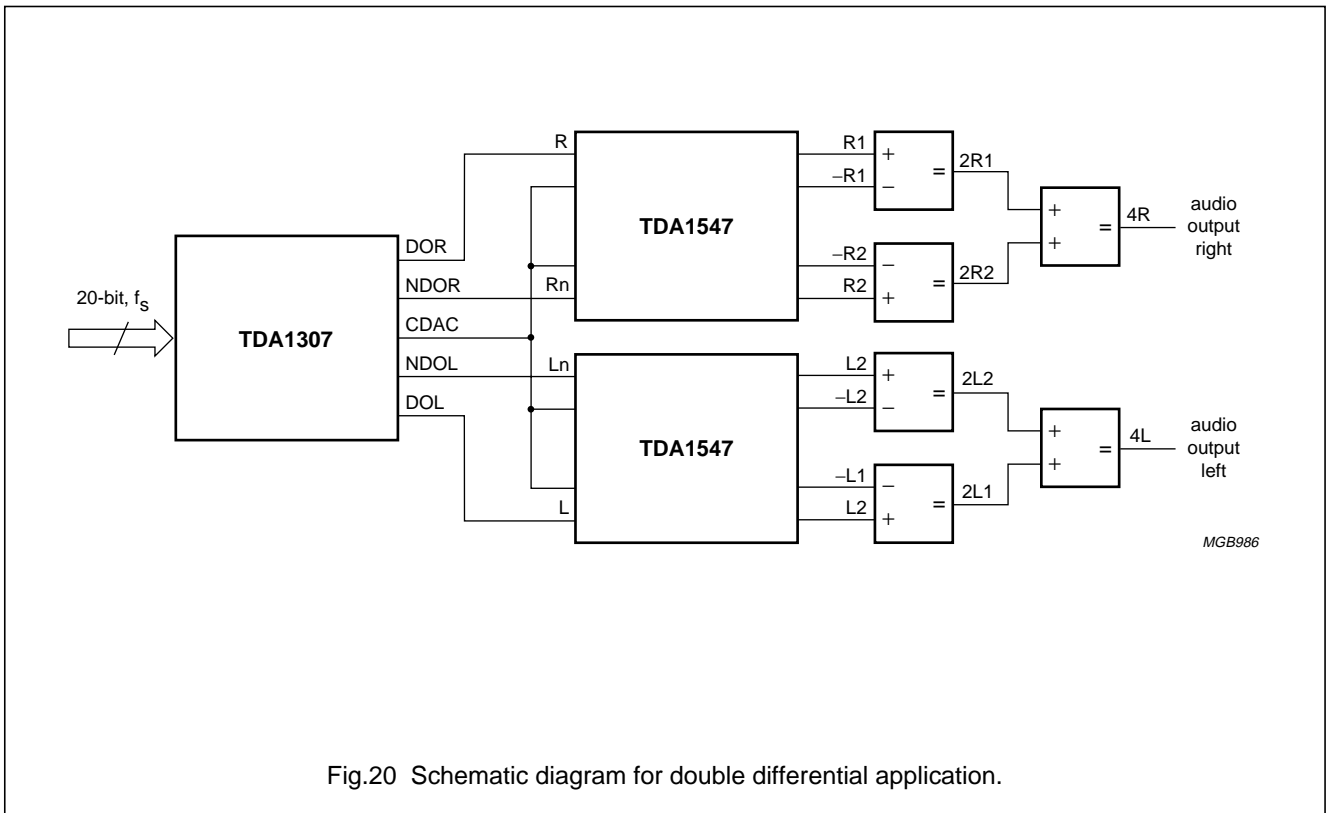 R
TDA1547
R1
+
−R1
−
=
2R1
DOR
−R2
−
NDOR
Rn
R2
+
=
2R2
+
+
=
4R
audio
output
right
20-bit, fS
TDA1307
CDAC
NDOL
Ln
DOL
TDA1547
L
L2
+
−L2
−
=
2L2
−L1
−
L2
+
=
2L1
+
+
=
4L
audio
output
left
MGB986
Fig.20 Schematic diagram for double differential application.